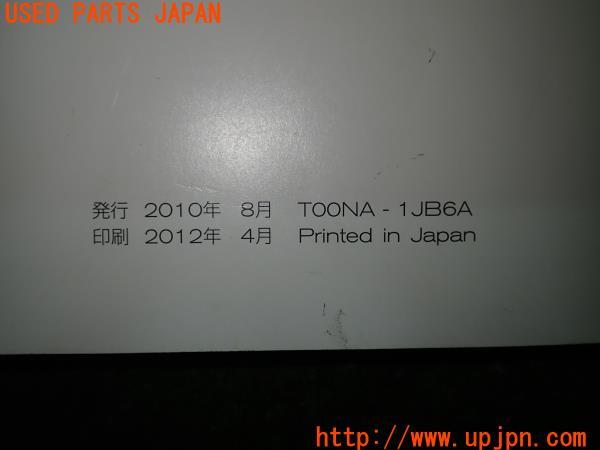 USED PARTS JAPAN
発行 2010年 8月 T00NA - 1JB6A
印刷 2012年 4月 Printed in Japan
http://www.upjpn.com